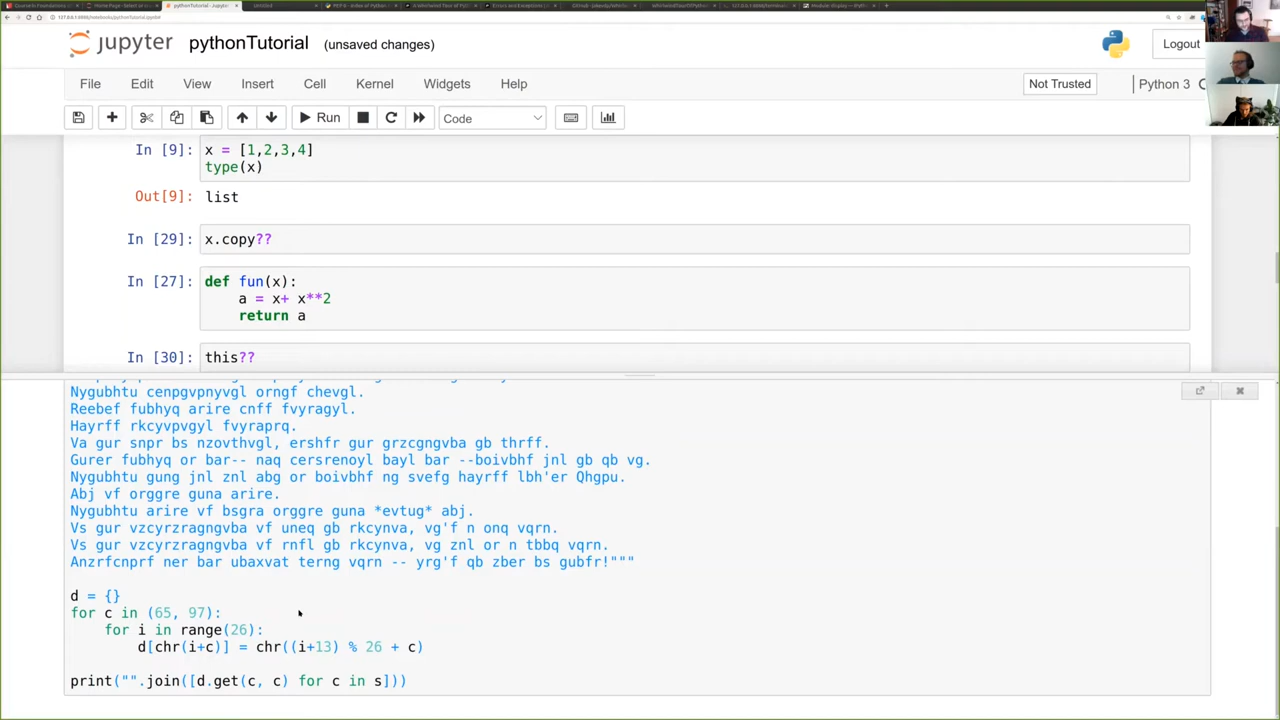 127.0.0.1:8888/notebooks/pythonTutorial.ipynb
jupyter pythonTutorial (unsaved changes)
Logout
File Edit View Insert Cell Kernel Widgets Help
Not Trusted
Python 3
Run
Code
In [9]: x = [1,2,3,4]
type(x)
Out[9]: list
In [29]: x.copy??
In [27]: def fun(x):
a = x+ x**2
return a
In [30]: this??
Nygubhtu cenpgvpnyvgl orngf chevgl.
Reebef fubhyq arire cnff fvyragyl.
Hayrff rkcyvpvgyl fvyraprq.
Va gur snpr bs nzovthvgl, ershfr gur grzcgngvba gb thrff.
Gurer fubhyq or bar-- naq cersrenoyl bayl bar --boivbhf jnl gb qb vg.
Nygubhtu gung jnl znl abg or boivbhf ng svefg hayrff lbh'er Qhgpu.
Abj vf orggre guna arire.
Nygubhtu arire vf bsgra orggre guna *evtug* abj.
Vs gur vzcyrzragngvba vf uneq gb rkcynva, vg'f n onq vqrn.
Vs gur vzcyrzragngvba vf rnfl gb rkcynva, vg znl or n tbbq vqrn.
Anzrfcnprf ner bar ubaxvat terng vqrn -- yrg'f qb zber bs gubfr!"""
d = {}
for c in (65, 97):
for i in range(26):
d[chr(i+c)] = chr((i+13) % 26 + c)
print("".join([d.get(c, c) for c in s]))